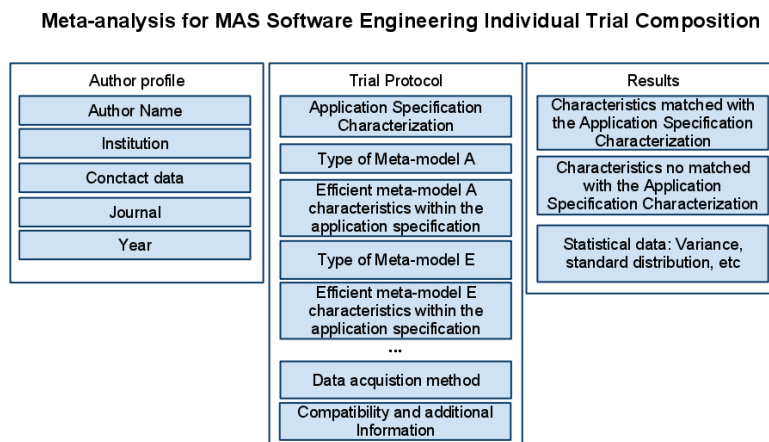 Meta-analysis for MAS Software Engineering Individual Trial Composition
Author profile
Author Name
Institution
Conctact data
Journal
Year
Trial Protocol
Application Specification
Characterization
Type of Meta-model A
Efficient meta-model A
characteristics within the
application specification
Type of Meta-model E
Efficient meta-model E
characteristics within the
application specification
...
Data acquistion method
Compatibility and additional
Information
Results
Characteristics matched with
the Application Specification
Characterization
Characteristics no matched
with the Application
Specification Characterization
Statistical data: Variance,
standard distribution, etc